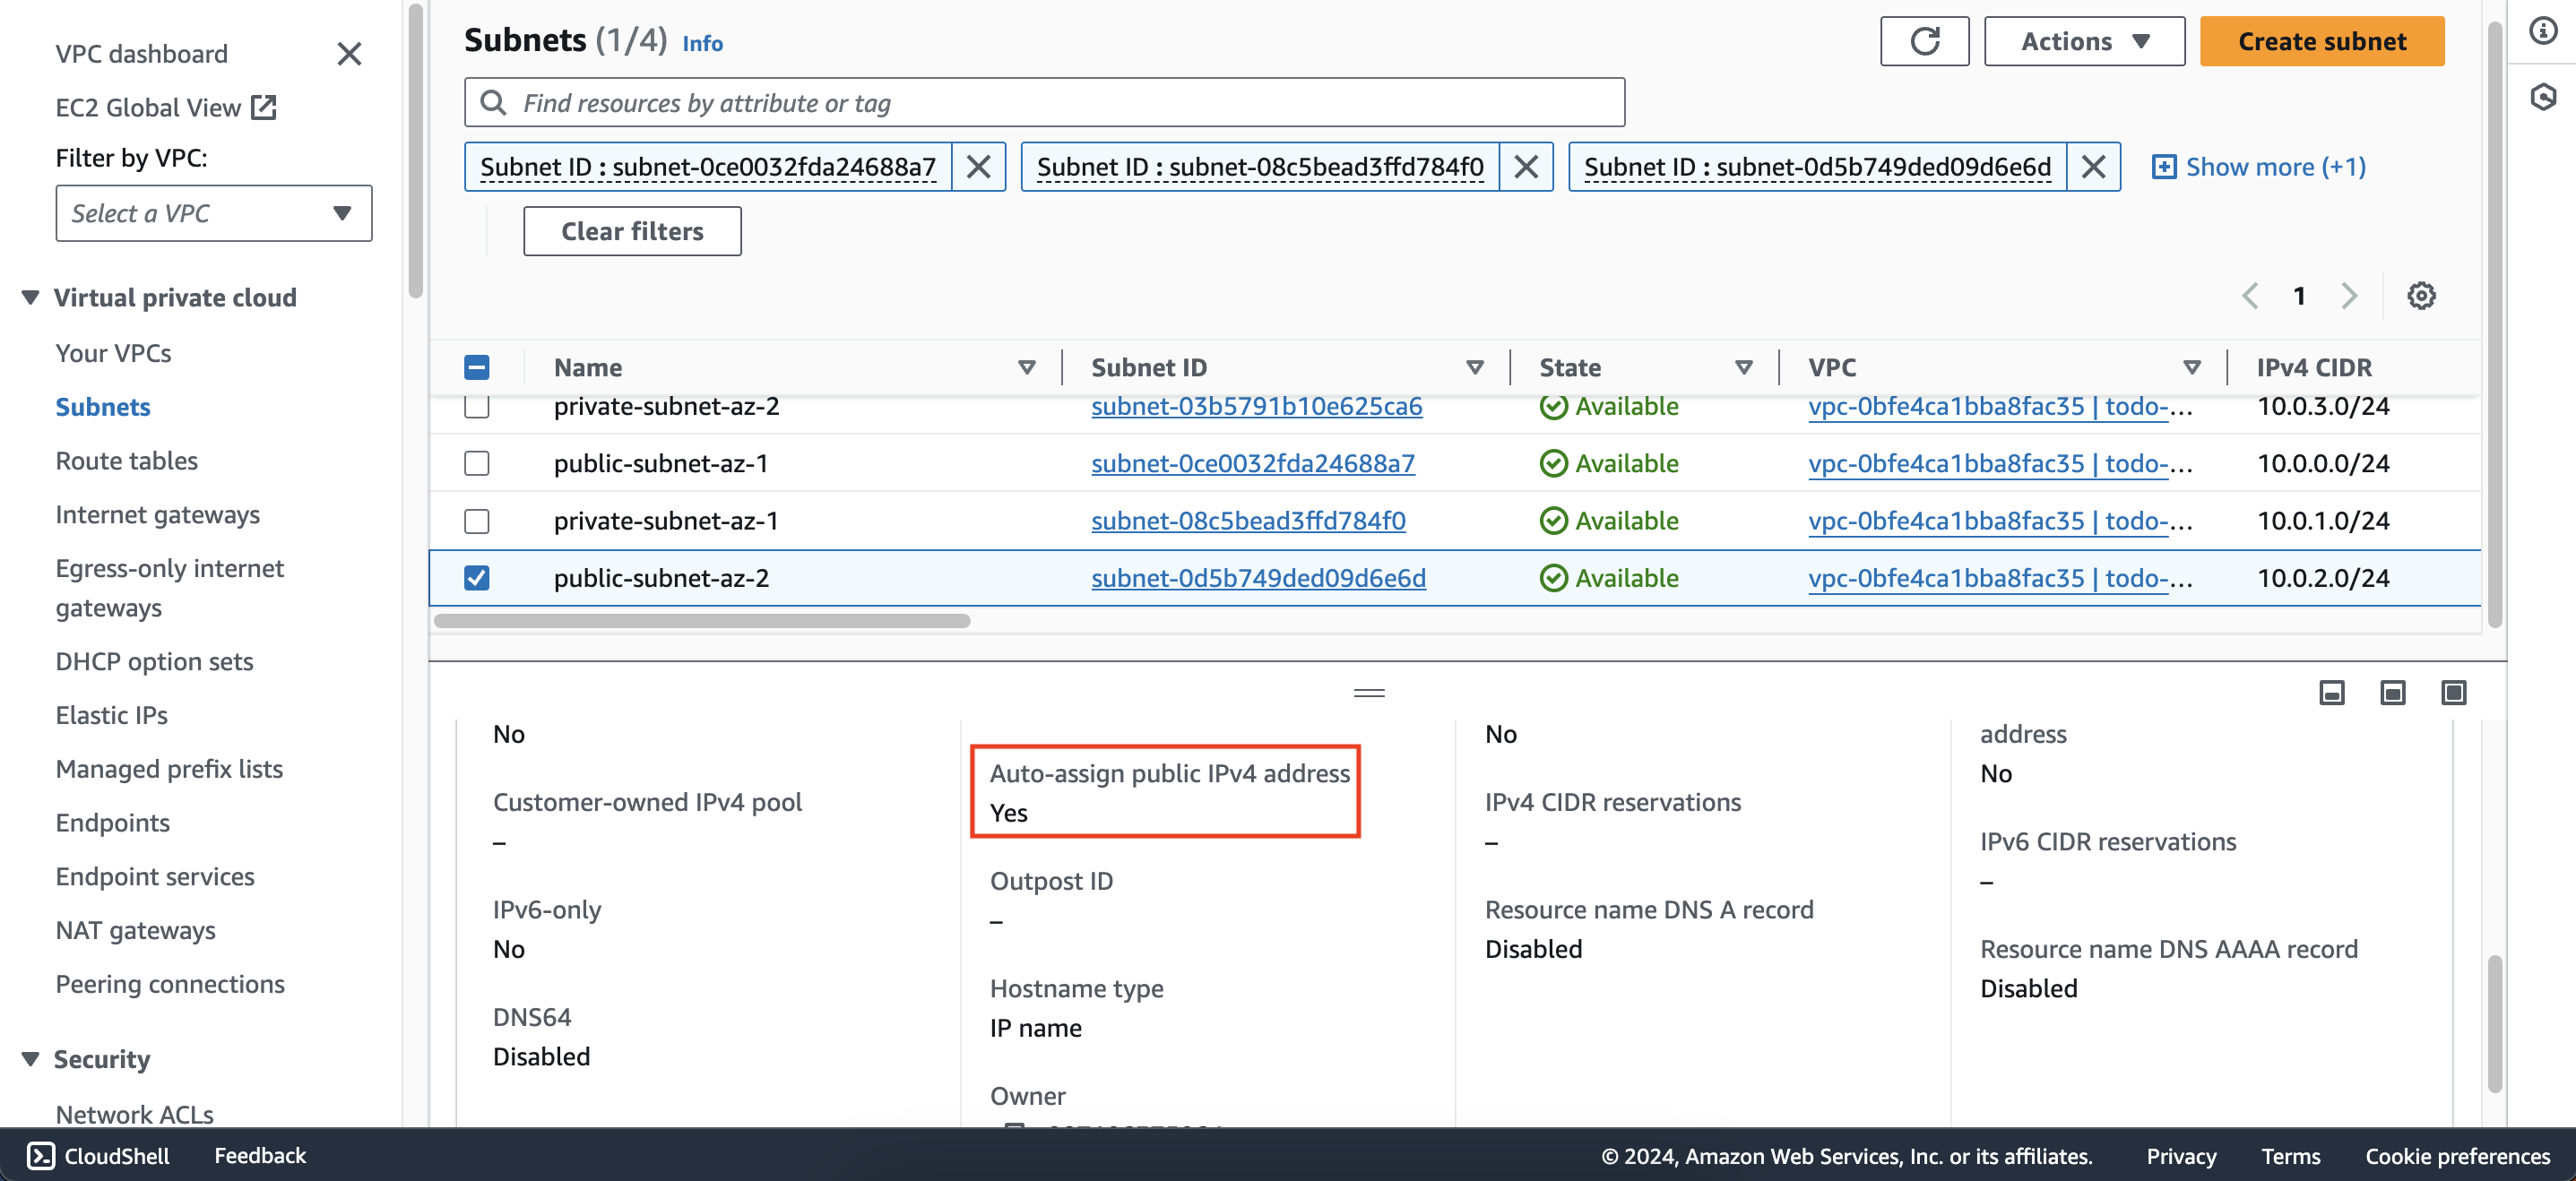 VPC dashboard
EC2 Global View
Filter by VPC:
Select a VPC
Virtual private cloud
Your VPCs
Subnets
Route tables
Internet gateways
Egress-only internet
gateways
DHCP option sets
Elastic IPs
Managed prefix lists
Endpoints
Endpoint services
NAT gateways
Peering connections
Security
Network ACLs
Subnets (1/4) Info
Actions
Create subnet
Find resources by attribute or tag
Subnet ID : subnet-0ce0032fda24688a7
Subnet ID : subnet-08c5bead3ffd784f0
Subnet ID : subnet-0d5b749ded09d6e6d
Show more (+1)
Clear filters
1
Name Subnet ID State VPC IPv4 CIDR
private-subnet-az-2 subnet-03b5791b10e625ca6 Available vpc-0bfe4ca1bba8fac35 | todo-... 10.0.3.0/24
public-subnet-az-1 subnet-0ce0032fda24688a7 Available vpc-0bfe4ca1bba8fac35 | todo-... 10.0.0.0/24
private-subnet-az-1 subnet-08c5bead3ffd784f0 Available vpc-0bfe4ca1bba8fac35 | todo-... 10.0.1.0/24
public-subnet-az-2 subnet-0d5b749ded09d6e6d Available vpc-0bfe4ca1bba8fac35 | todo-... 10.0.2.0/24
No
Customer-owned IPv4 pool
–
IPv6-only
No
DNS64
Disabled
Auto-assign public IPv4 address
Yes
Outpost ID
–
Hostname type
IP name
Owner
No
IPv4 CIDR reservations
–
Resource name DNS A record
Disabled
address
No
IPv6 CIDR reservations
–
Resource name DNS AAAA record
Disabled
CloudShell
Feedback
© 2024, Amazon Web Services, Inc. or its affiliates.
Privacy
Terms
Cookie preferences